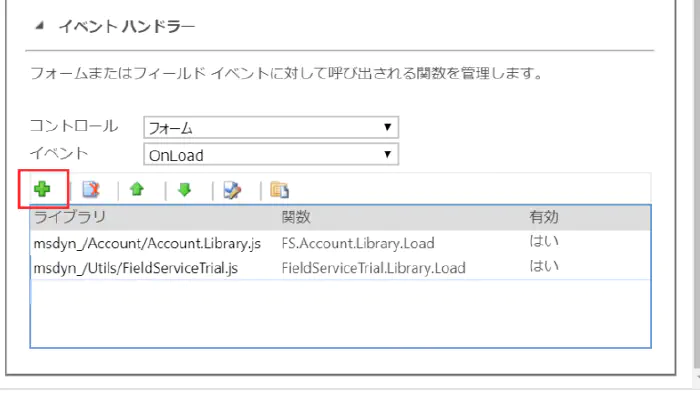 イベント ハンドラー
フォームまたはフィールド イベントに対して呼び出される関数を管理します。
コントロール フォーム
イベント OnLoad
ライブラリ 関数 有効
msdyn_/Account/Account.Library.js FS.Account.Library.Load はい
msdyn_/Utils/FieldServiceTrial.js FieldServiceTrial.Library.Load はい